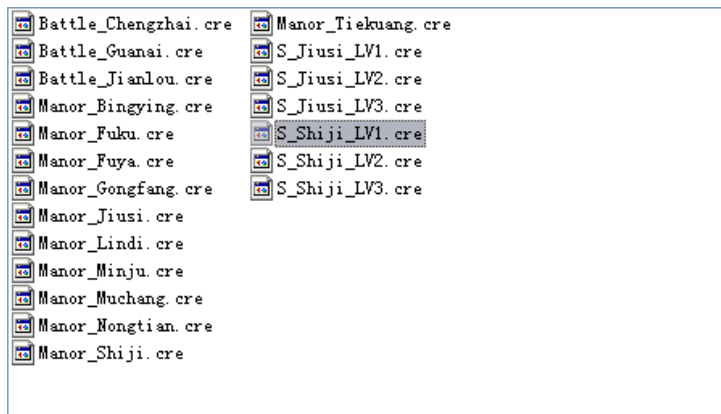 Battle_Chengzhai.cre
Battle_Guanai.cre
Battle_Jianlou.cre
Manor_Bingying.cre
Manor_Fuku.cre
Manor_Fuya.cre
Manor_Gongfang.cre
Manor_Jiusi.cre
Manor_Lindi.cre
Manor_Minju.cre
Manor_Muchang.cre
Manor_Nongtian.cre
Manor_Shiji.cre
Manor_Tiekuang.cre
S_Jiusi_LV1.cre
S_Jiusi_LV2.cre
S_Jiusi_LV3.cre
S_Shiji_LV1.cre
S_Shiji_LV2.cre
S_Shiji_LV3.cre